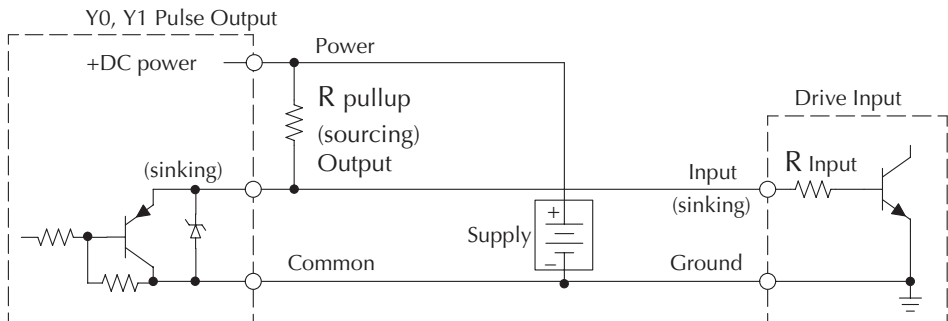 Y0, Y1 Pulse Output
+DC power
Power
R pullup
(sourcing)
Output
Drive Input
(sinking)
Input
(sinking)
R Input
+
Supply
–
Common
Ground